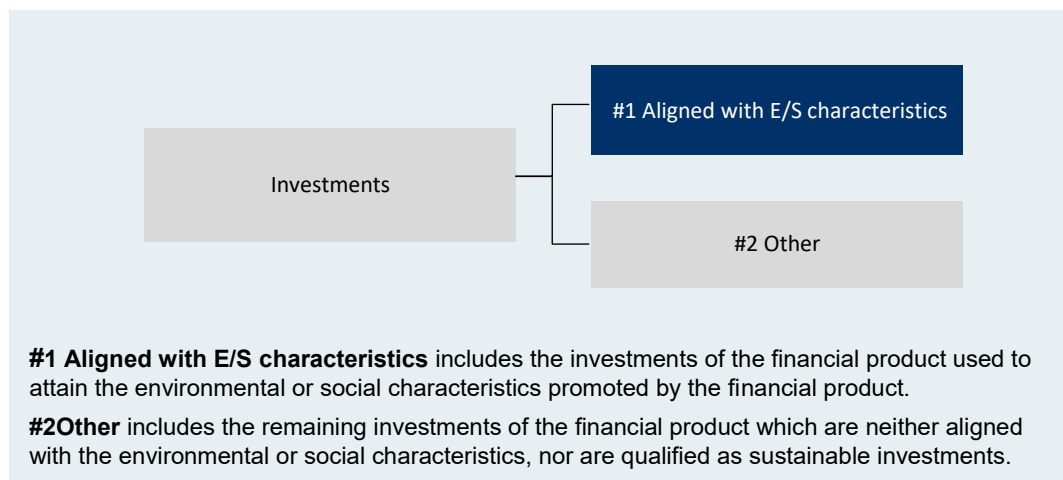 #1 Aligned with E/S characteristics
Investments
#2 Other
#1 Aligned with E/S characteristics includes the investments of the financial product used to
attain the environmental or social characteristics promoted by the financial product.
#2Other includes the remaining investments of the financial product which are neither aligned
with the environmental or social characteristics, nor are qualified as sustainable investments.